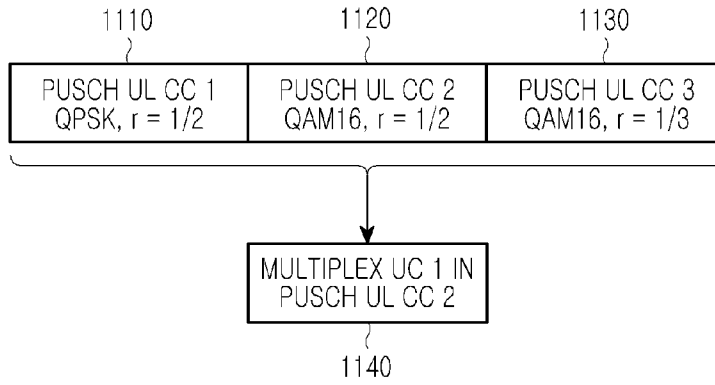 1110 1120 1130
PUSCH UL CC 1 PUSCH UL CC 2 PUSCH UL CC 3
QPSK, r = 1/2 QAM16, r = 1/2 QAM16, r = 1/3
MULTIPLEX UC 1 IN
PUSCH UL CC 2
1140